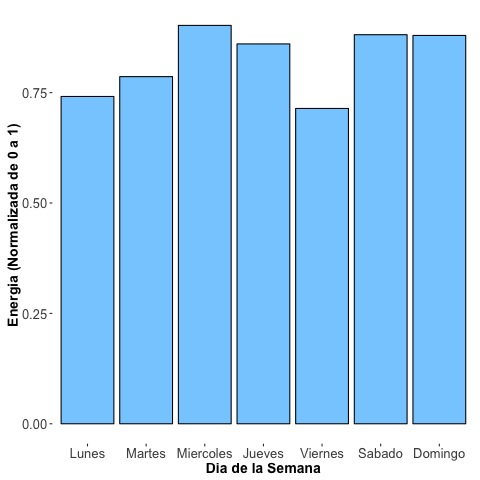 Energia (Normalizada de 0 a 1)
0.75
0.50
0.25
0.00
Lunes Martes Miercoles Jueves Viernes Sabado Domingo
Dia de la Semana